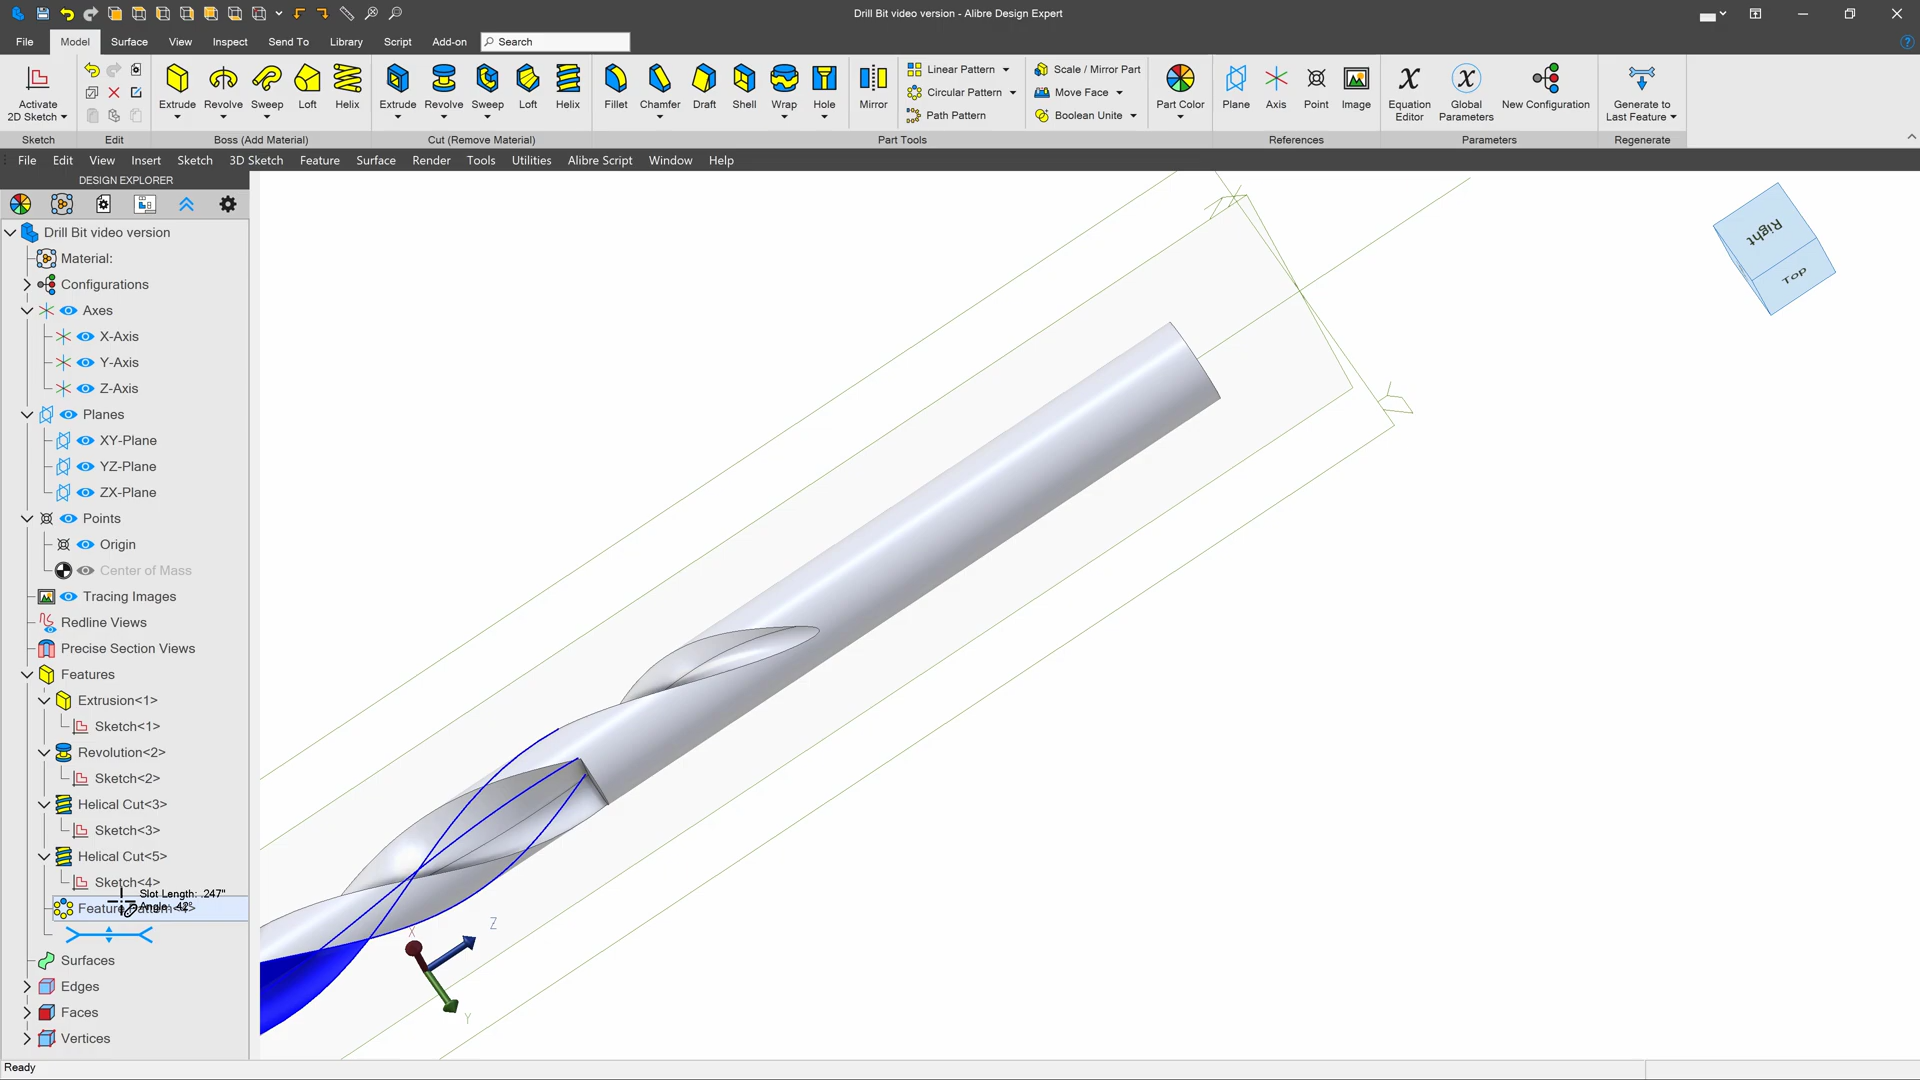 Drill Bit video version - Alibre Design Expert
File Model Surface View Inspect Send To Library Script Add-on Search
Activate 2D Sketch
Extrude Revolve Sweep Loft Helix
Extrude Revolve Sweep Loft Helix
Fillet Chamfer Draft Shell Wrap Hole Mirror
Linear Pattern
Circular Pattern
Path Pattern
Scale / Mirror Part
Move Face
Boolean Unite
Part Color
Plane Axis Point Image
Equation Editor
Global Parameters
New Configuration
Generate to Last Feature
Sketch Edit Boss (Add Material) Cut (Remove Material) Part Tools References Parameters Regenerate
File Edit View Insert Sketch 3D Sketch Feature Surface Render Tools Utilities Alibre Script Window Help
DESIGN EXPLORER
Drill Bit video version
Material:
Configurations
Axes
X-Axis
Y-Axis
Z-Axis
Planes
XY-Plane
YZ-Plane
ZX-Plane
Points
Origin
Center of Mass
Tracing Images
Redline Views
Precise Section Views
Features
Extrusion<1>
Sketch<1>
Revolution<2>
Sketch<2>
Helical Cut<3>
Sketch<3>
Helical Cut<5>
Sketch<4>
Slot Length: .247"
Angle: 42°
Surfaces
Edges
Faces
Vertices
Right
Top
X
Z
Y
Ready